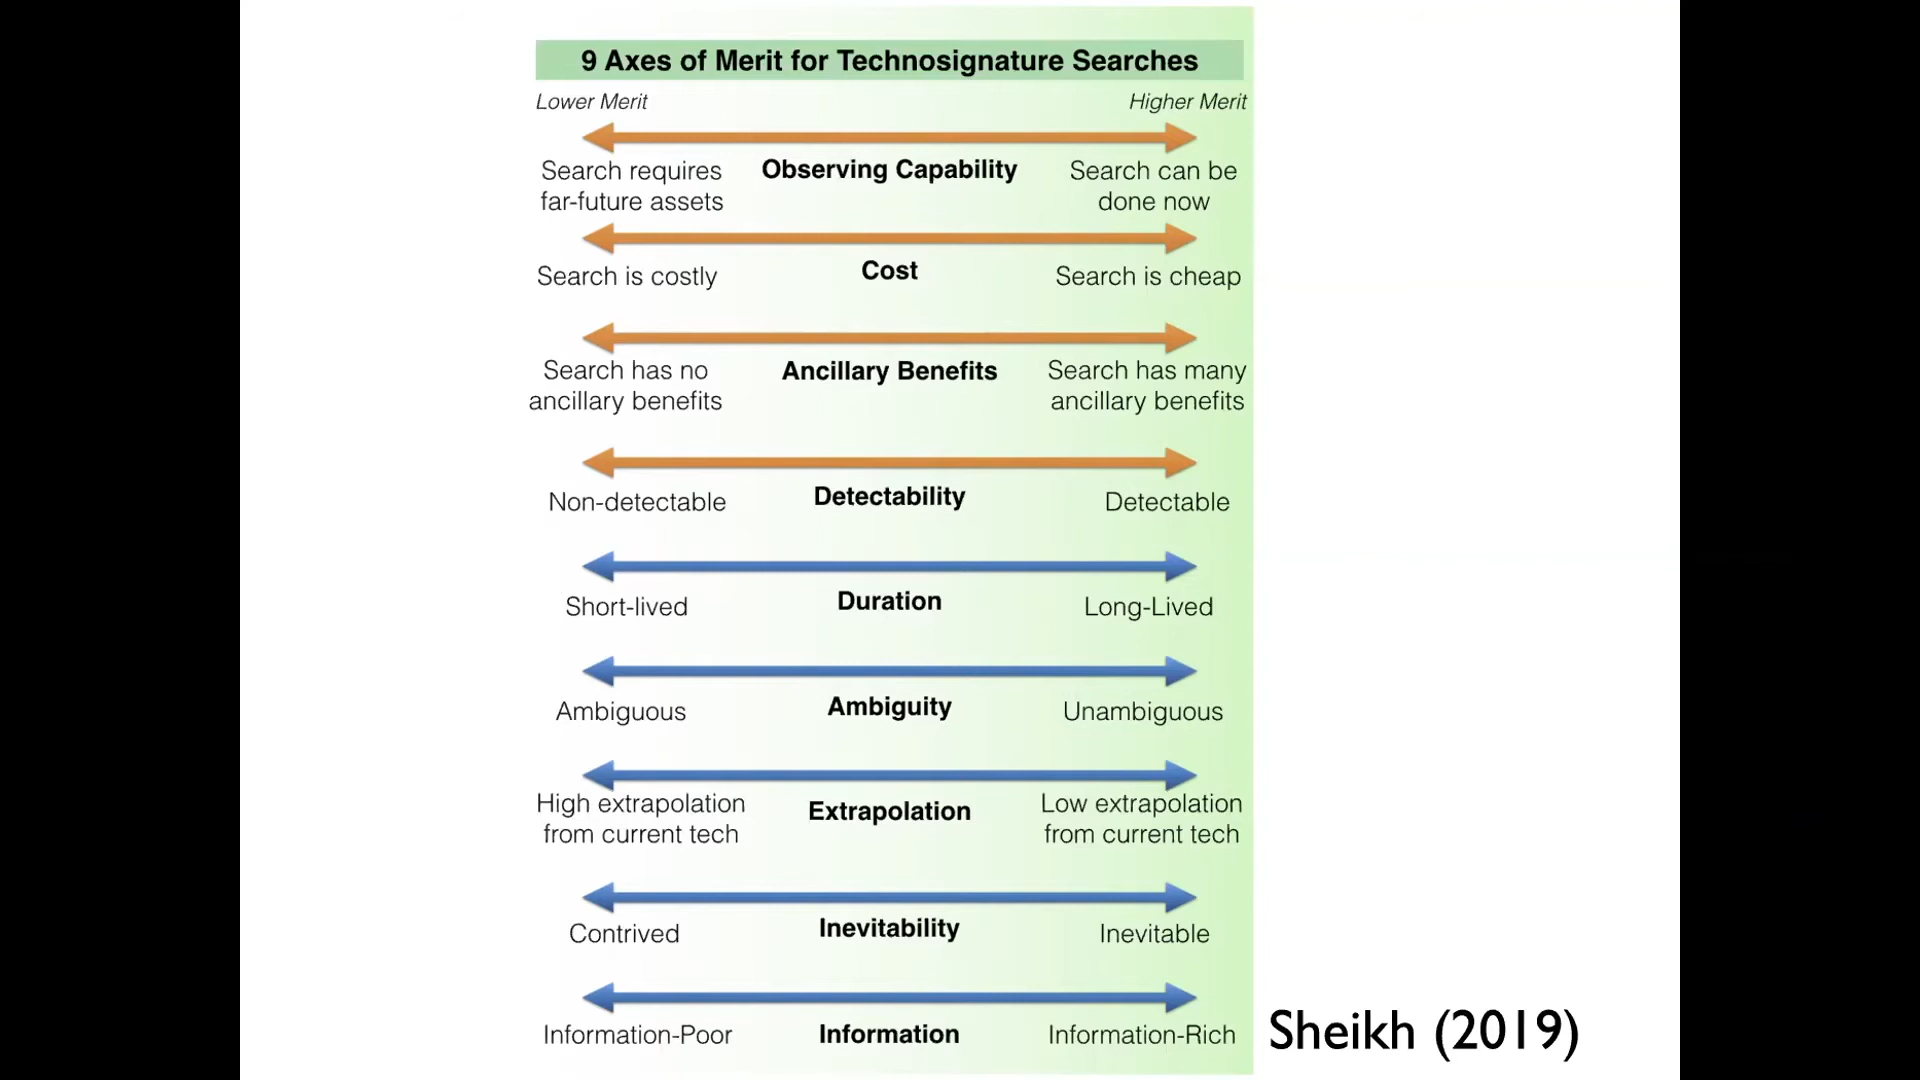 9 Axes of Merit for Technosignature Searches
Lower Merit
Higher Merit
Search requires
far-future assets
Observing Capability
Search can be
done now
Search is costly
Cost
Search is cheap
Search has no
ancillary benefits
Ancillary Benefits
Search has many
ancillary benefits
Non-detectable
Detectability
Detectable
Short-lived
Duration
Long-Lived
Ambiguous
Ambiguity
Unambiguous
High extrapolation
from current tech
Extrapolation
Low extrapolation
from current tech
Contrived
Inevitability
Inevitable
Information-Poor
Information
Information-Rich
Sheikh (2019)